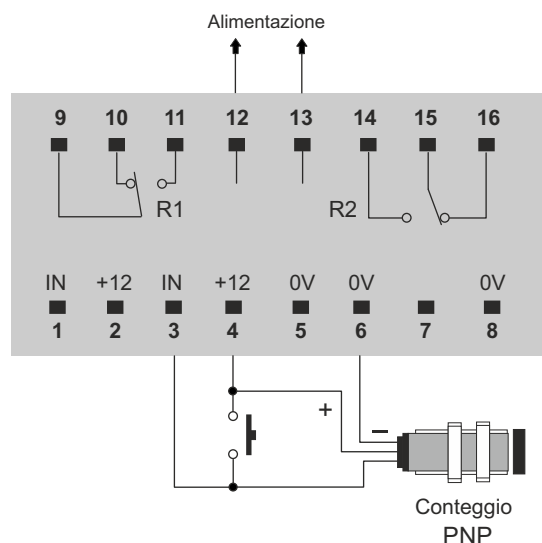 Alimentazione
9 10 11 12 13 14 15 16
R1 R2
IN +12 IN +12 0V 0V 0V
1 2 3 4 5 6 7 8
+ −
Conteggio
PNP